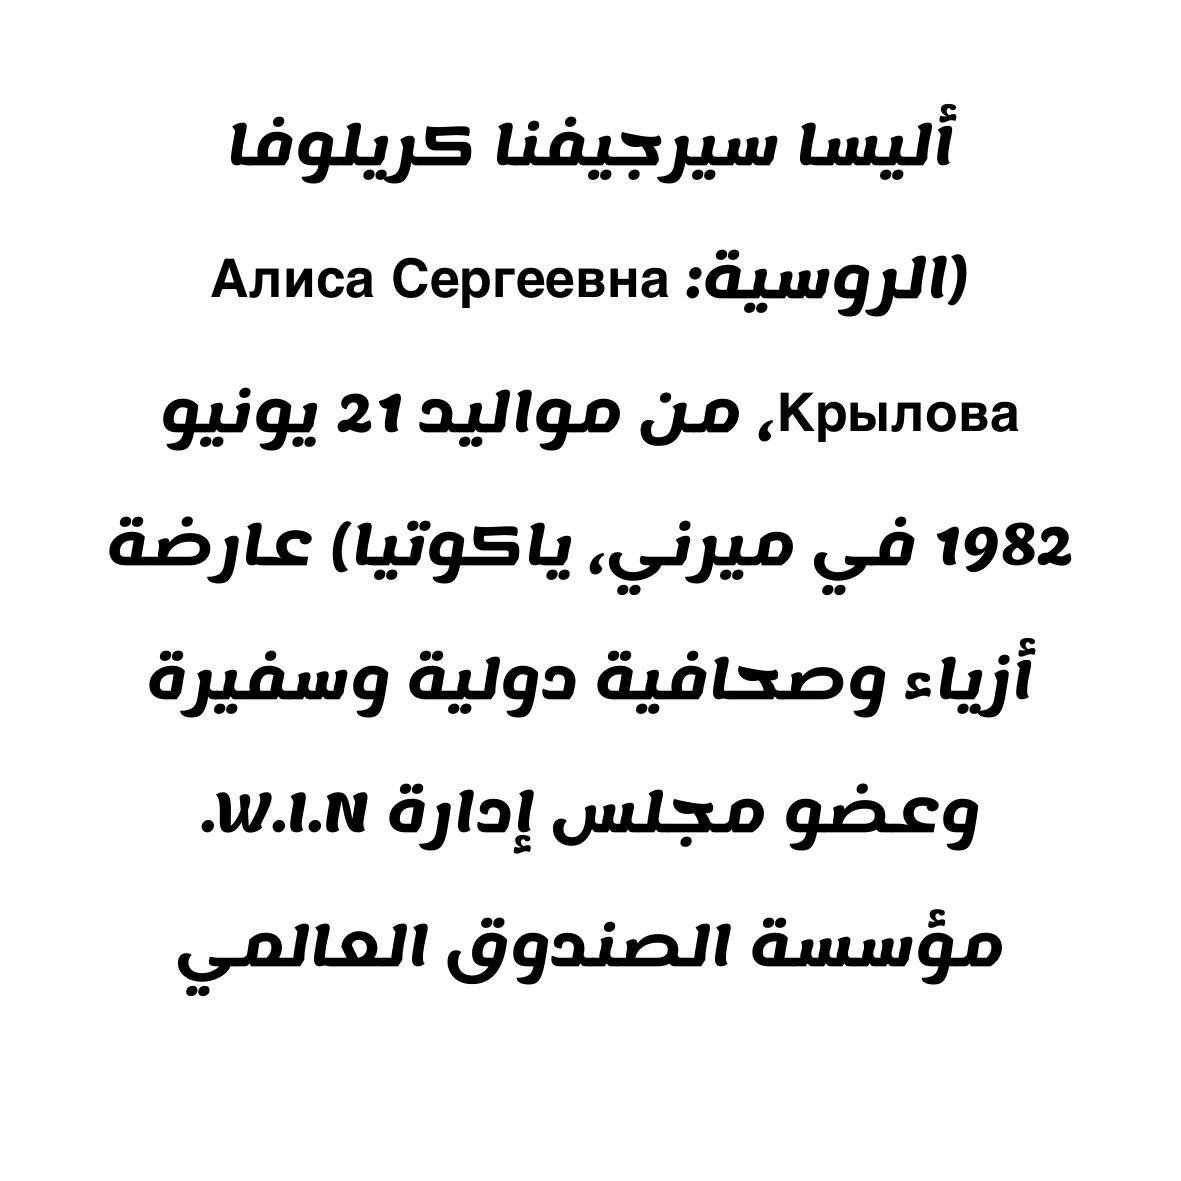 أليسا سيرجيفنا كريلوفا
(الروسية: Алиса Сергеевна
Крылова، من مواليد 21 يونيو
1982 في ميرني، ياكوتيا) عارضة
أزياء وصحافية دولية وسفيرة
وعضو مجلس إدارة W.I.N.
مؤسسة الصندوق العالمي